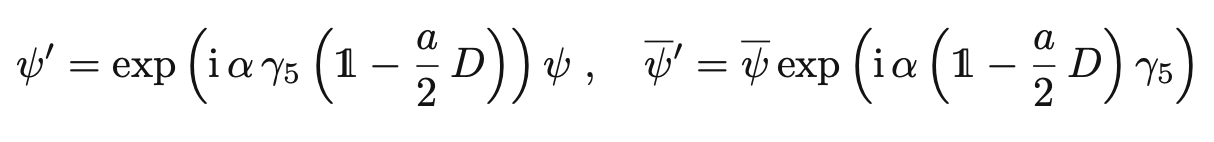 ψ′ = exp(i α γ₅ (𝟙 − a/2 D)) ψ , ψ̅′ = ψ̅ exp(i α (𝟙 − a/2 D) γ₅)